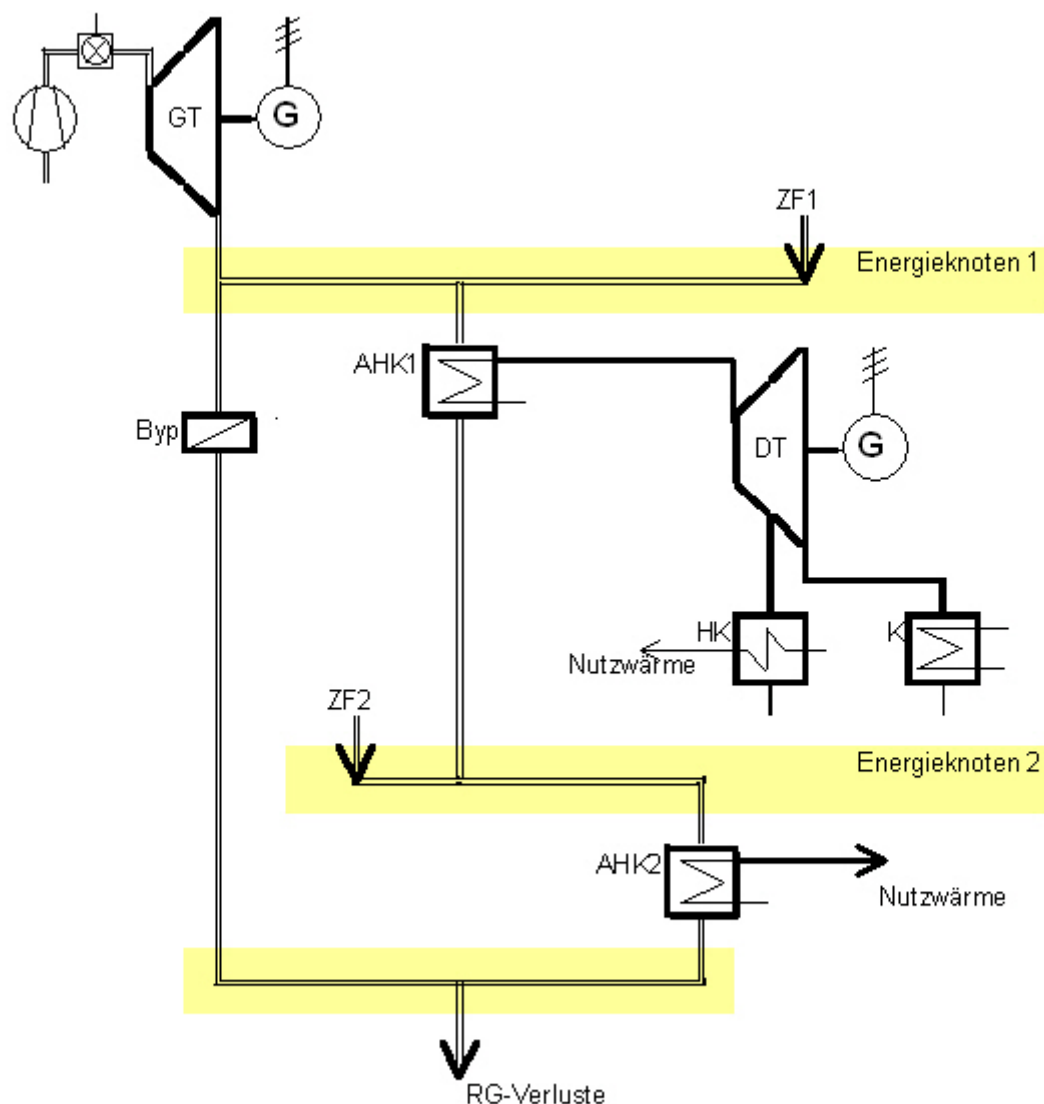 GT
G
ZF1
Energieknoten 1
AHK1
Byp
DT
G
HK
K
Nutzwärme
ZF2
Energieknoten 2
AHK2
Nutzwärme
RG-Verluste